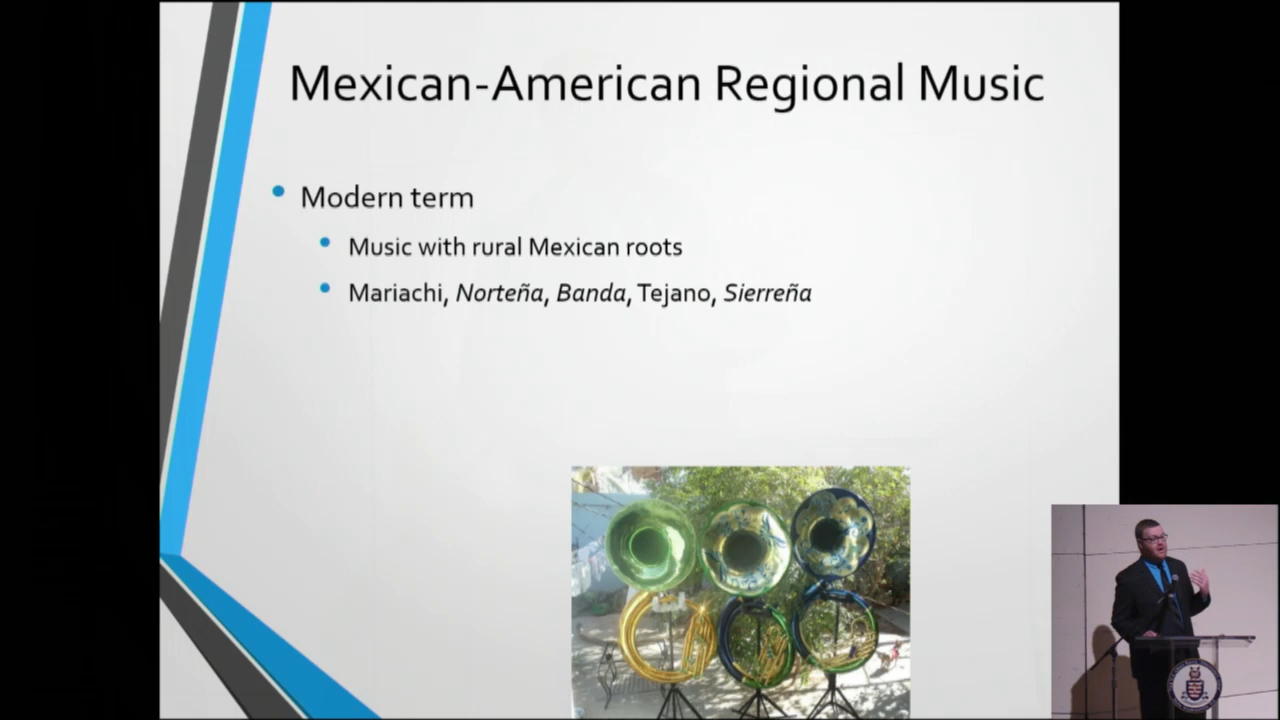 Mexican-American Regional Music
Modern term
Music with rural Mexican roots
Mariachi, Norteña, Banda, Tejano, Sierreña